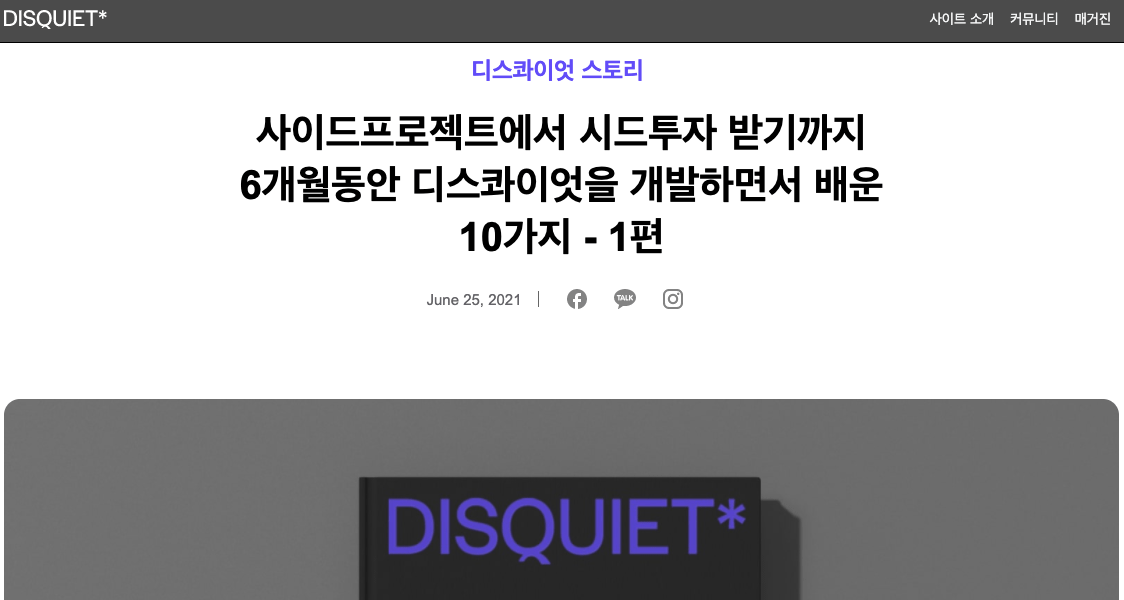 DISQUIET*
사이트 소개 커뮤니티 매거진
디스콰이엇 스토리
사이드프로젝트에서 시드투자 받기까지
6개월동안 디스콰이엇을 개발하면서 배운
10가지 - 1편
June 25, 2021
TALK
DISQUIET*